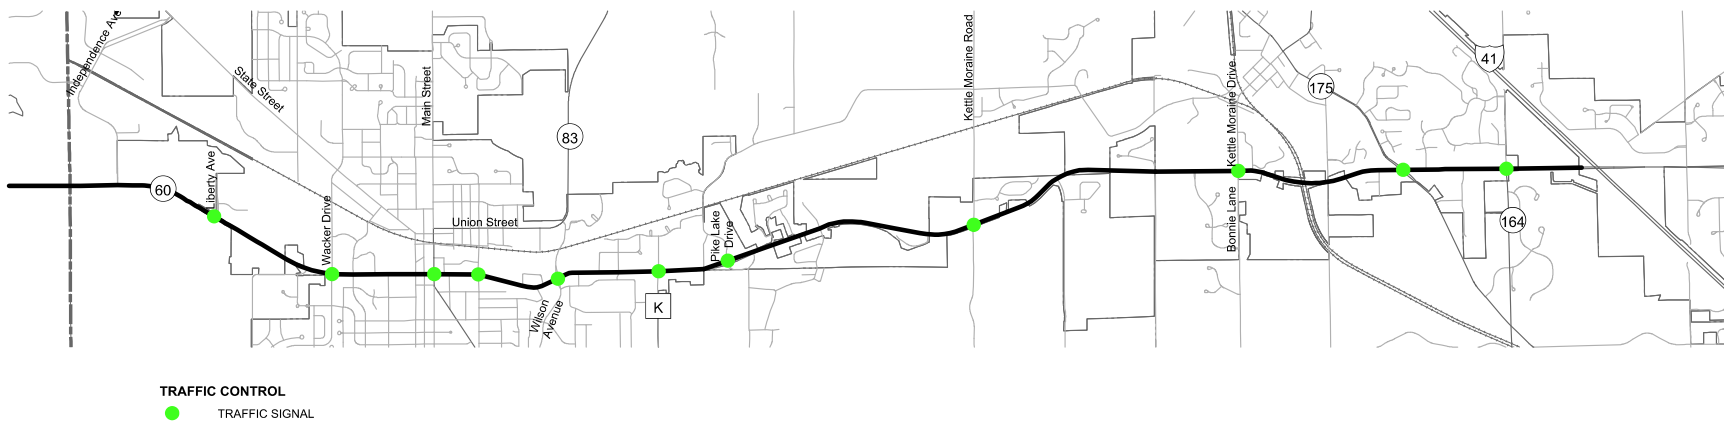 Independence Ave
State Street
Main Street
83
Kettle Moraine Road
Kettle Moraine Drive
175
41
60
Liberty Ave
Wacker Drive
Union Street
Pike Lake
Drive
Bonnie Lane
164
Wilson
Avenue
K
TRAFFIC CONTROL
TRAFFIC SIGNAL